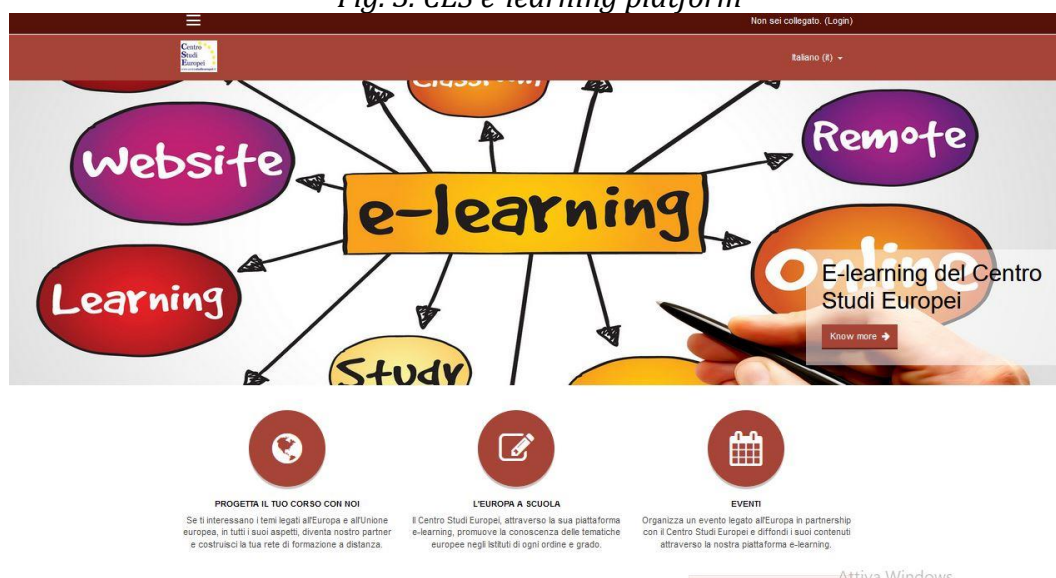 Fig. 3. CES e-learning platform
Non sei collegato. (Login)
Centro
Studi
Europei
Italiano (it)
Classroom
Website
Remote
e-learning
Online
Learning
E-learning del Centro
Studi Europei
Know more
Study
PROGETTA IL TUO CORSO CON NOI
Se ti interessano i temi legati all'Europa e all'Unione
europea, in tutti i suoi aspetti, diventa nostro partner
e costruisci la tua rete di formazione a distanza.
L'EUROPA A SCUOLA
Il Centro Studi Europei, attraverso la sua piattaforma
e-learning, promuove la conoscenza delle tematiche
europee negli Istituti di ogni ordine e grado.
EVENTI
Organizza un evento legato all'Europa in partnership
con il Centro Studi Europei e diffondi i suoi contenuti
attraverso la nostra piattaforma e-learning.
Attiva Windows